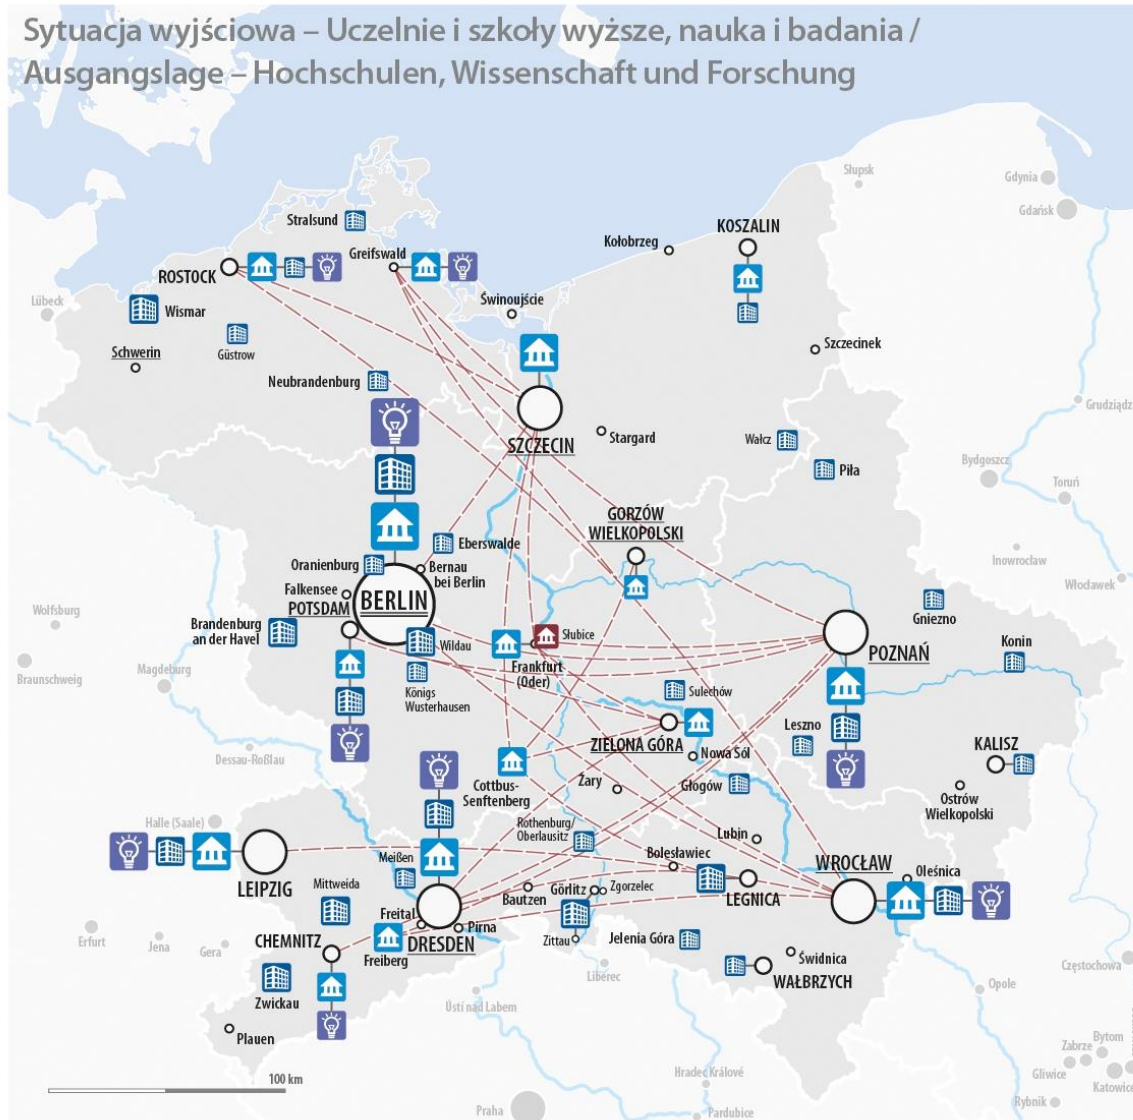 Sytuacja wyjściowa – Uczelnie i szkoły wyższe, nauka i badania /
Ausgangslage – Hochschulen, Wissenschaft und Forschung
Słupsk
Gdynia
Gdańsk
Stralsund
KOSZALIN
Kołobrzeg
Greifswald
ROSTOCK
Lübeck
Wismar
Świnoujście
Güstrow
Schwerin
Szczecinek
Neubrandenburg
Grudziądz
Stargard
SZCZECIN
Wałcz
Piła
Bydgoszcz
Toruń
GORZÓW
WIELKOPOLSKI
Eberswalde
Inowrocław
Oranienburg
Bernau
bei Berlin
Włocławek
Falkensee
POTSDAM
BERLIN
Wolfsburg
Gniezno
Brandenburg
an der Havel
Słubice
Wildau
Konin
POZNAŃ
Braunschweig
Magdeburg
Frankfurt
(Oder)
Königs
Wusterhausen
Sulechów
Leszno
ZIELONA GÓRA
Nowa Sól
KALISZ
Dessau-Roßlau
Cottbus-
Senftenberg
Żary
Głogów
Ostrów
Wielkopolski
Halle (Saale)
Rothenburg/
Oberlausitz
Lubin
Meißen
Bolesławiec
WROCŁAW
Oleśnica
LEIPZIG
Mittweida
Görlitz
Zgorzelec
Bautzen
LEGNICA
Freital
Pirna
Erfurt
Jena
Gera
CHEMNITZ
DRESDEN
Freiberg
Zittau
Jelenia Góra
Świdnica
Częstochowa
Zwickau
Liberec
WAŁBRZYCH
Opole
Ústí nad Labem
Plauen
Bytom
Zabrze
Gliwice
Katowice
100 km
Hradec Králové
Rybnik
Praha
Pardubice